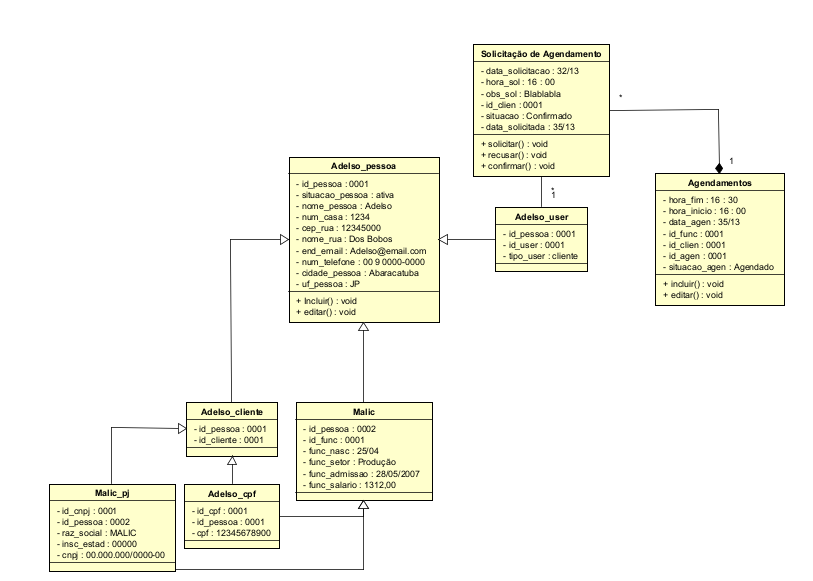 Solicitação de Agendamento
- data_solicitacao : 32/13
- hora_sol : 16 : 00
- obs_sol : Blablabla
- id_clien : 0001
- situacao : Confirmado
- data_solicitada : 35/13
+ solicitar() : void
+ recusar() : void
+ confirmar() : void
*
1
Agendamentos
- hora_fim : 16 : 30
- hora_inicio : 16 : 00
- data_agen : 35/13
- id_func : 0001
- id_clien : 0001
- id_agen : 0001
- situacao_agen : Agendado
+ incluir() : void
+ editar() : void
*
1
Adelso_user
- id_pessoa : 0001
- id_user : 0001
- tipo_user : cliente
Adelso_pessoa
- id_pessoa : 0001
- situacao_pessoa : ativa
- nome_pessoa : Adelso
- num_casa : 1234
- cep_rua : 12345000
- nome_rua : Dos Bobos
- end_email : Adelso@email.com
- num_telefone : 00 9 0000-0000
- cidade_pessoa : Abaracatuba
- uf_pessoa : JP
+ Incluir() : void
+ editar() : void
Adelso_cliente
- id_pessoa : 0001
- id_cliente : 0001
Malic
- id_pessoa : 0002
- id_func : 0001
- func_nasc : 25/04
- func_setor : Produção
- func_admissao : 28/05/2007
- func_salario : 1312,00
Malic_pj
- id_cnpj : 0001
- id_pessoa : 0002
- raz_social : MALIC
- insc_estad : 00000
- cnpj : 00.000.000/0000-00
Adelso_cpf
- id_cpf : 0001
- id_pessoa : 0001
- cpf : 12345678900